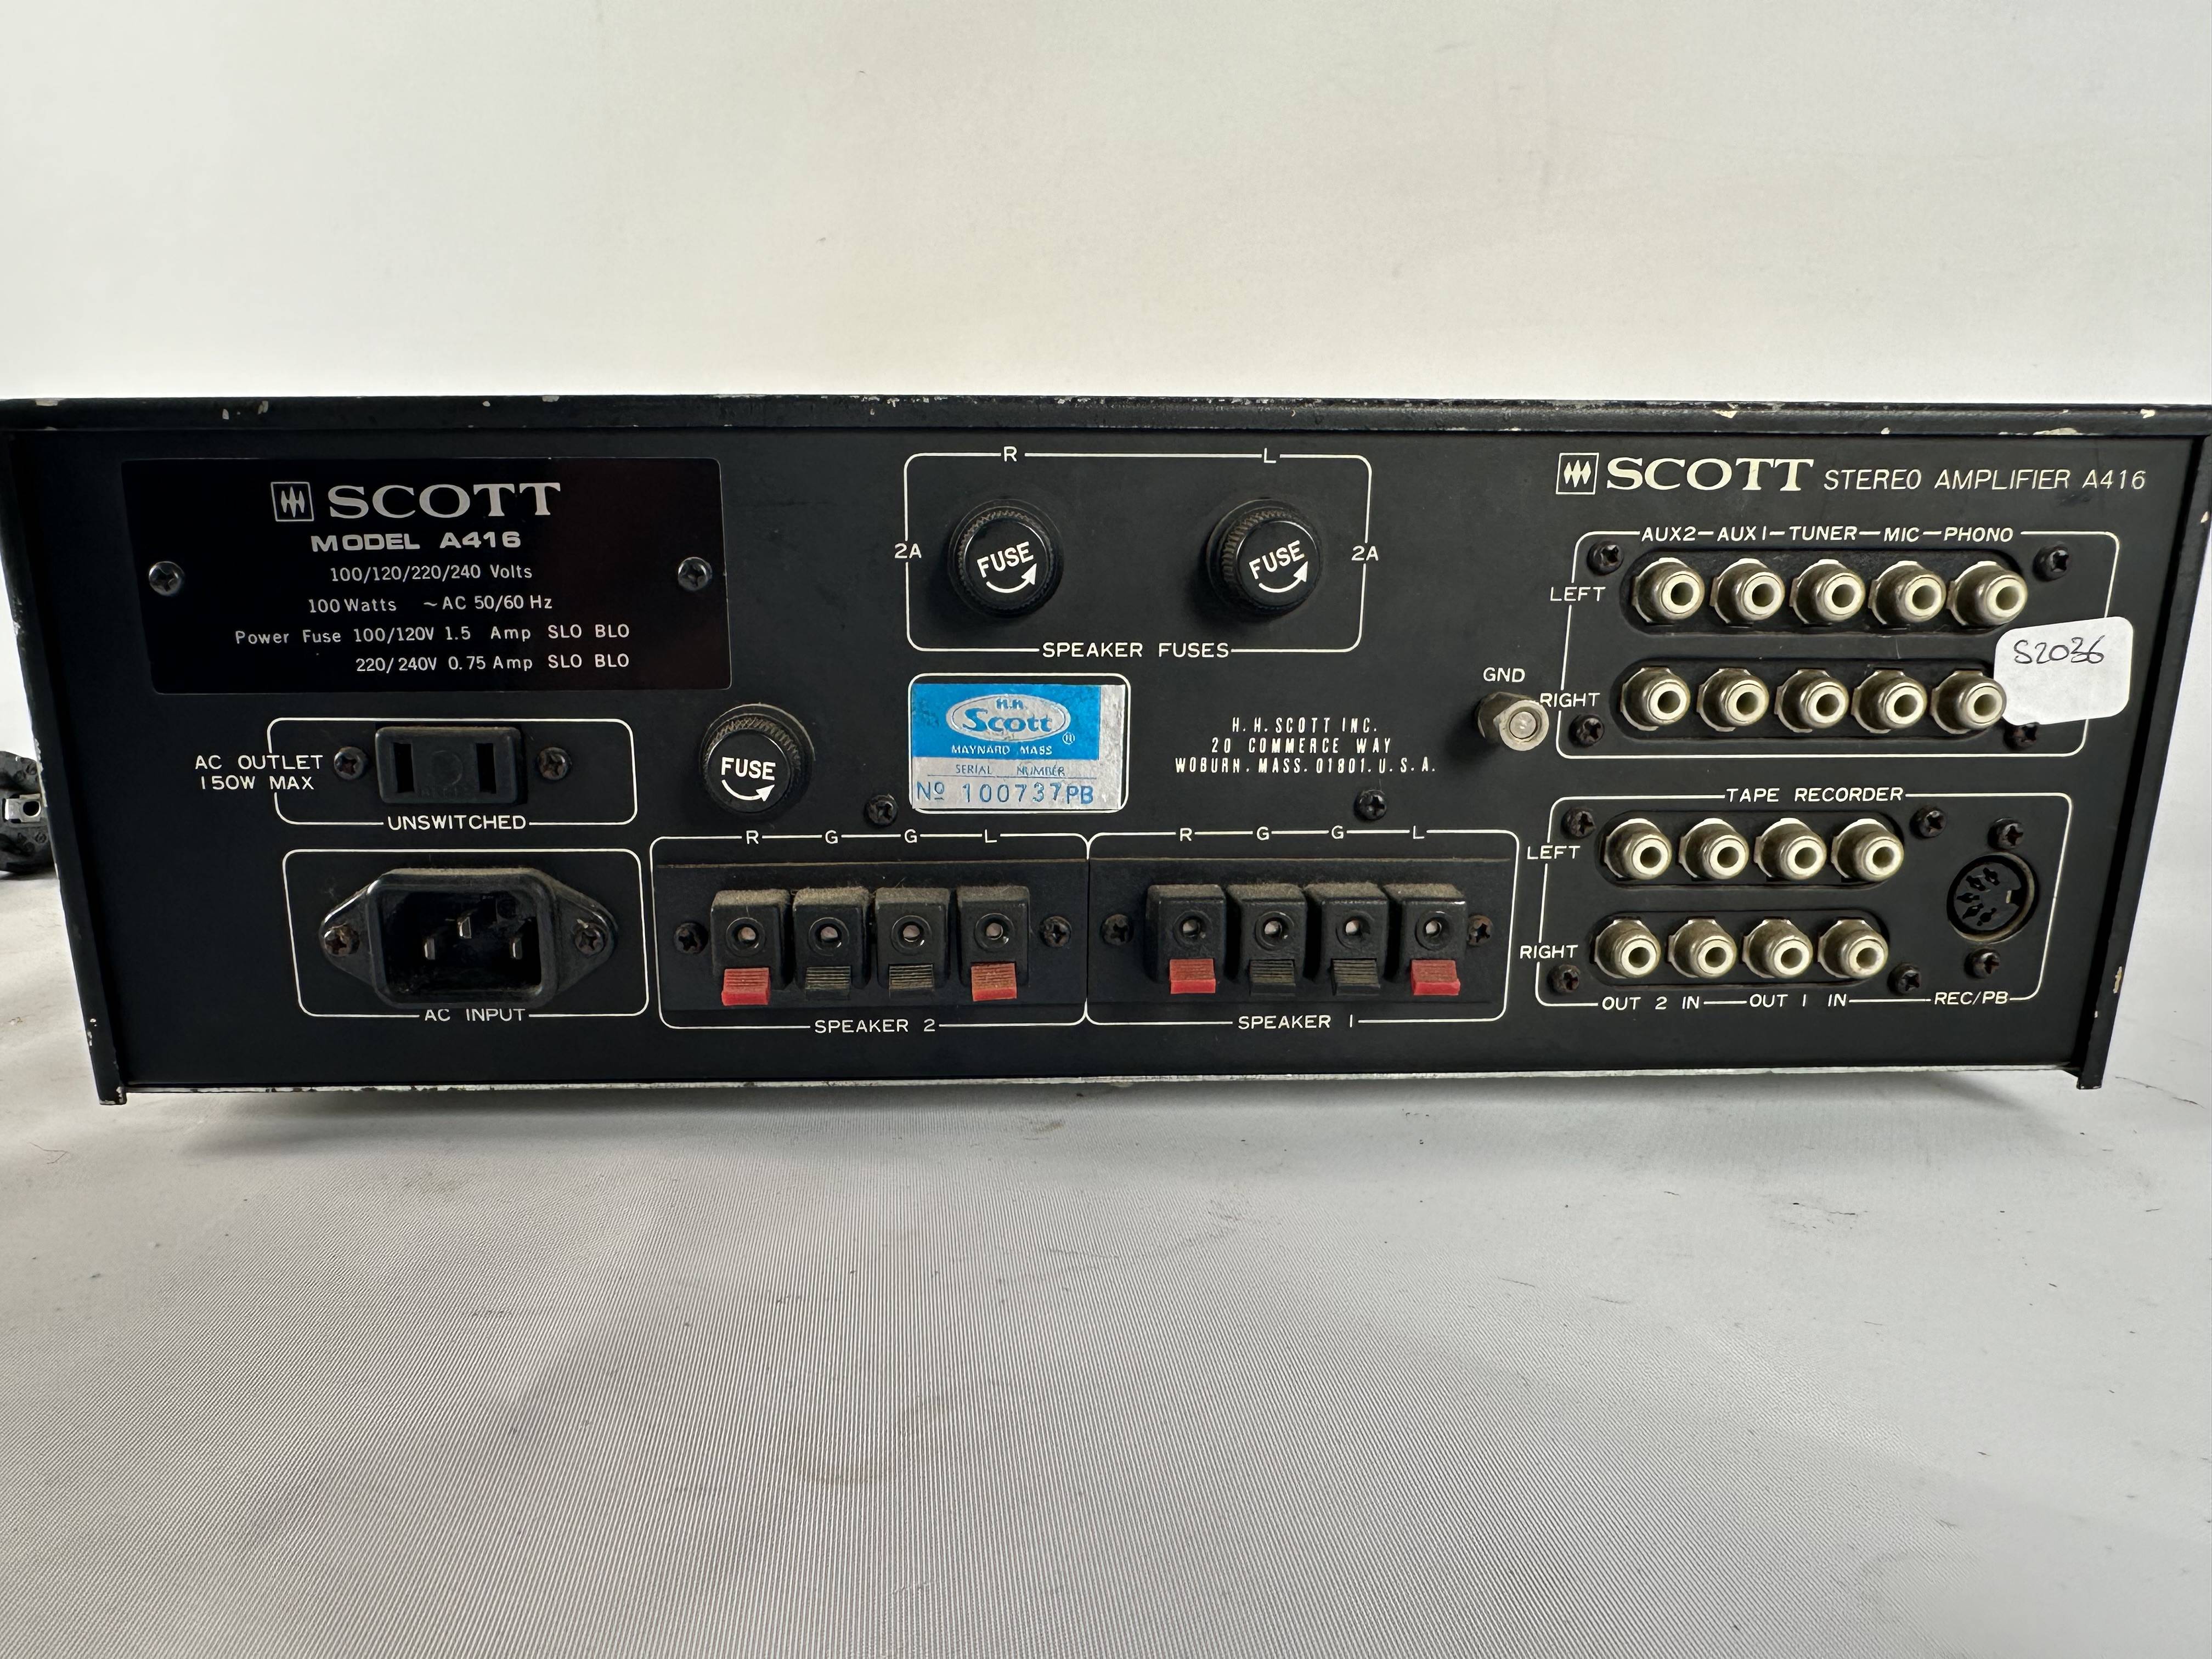 SCOTT
MODEL A416
100/120/220/240 Volts
100 Watts ~ AC 50/60 Hz
Power Fuse 100/120V 1.5 Amp SLO BLO
220/240V 0.75 Amp SLO BLO
AC OUTLET
150W MAX
UNSWITCHED
AC INPUT
FUSE
R L
2A FUSE FUSE 2A
SPEAKER FUSES
H.H.
Scott
®
MAYNARD MASS
SERIAL NUMBER
Nº 100737PB
H.H.SCOTT INC.
20 COMMERCE WAY
WOBURN. MASS. 01801. U. S. A.
R G G L
SPEAKER 2
R G G L
SPEAKER 1
GND
SCOTT STEREO AMPLIFIER A416
AUX2 AUX1 TUNER MIC PHONO
LEFT
RIGHT
S2036
TAPE RECORDER
LEFT
RIGHT
OUT 2 IN OUT 1 IN REC/PB